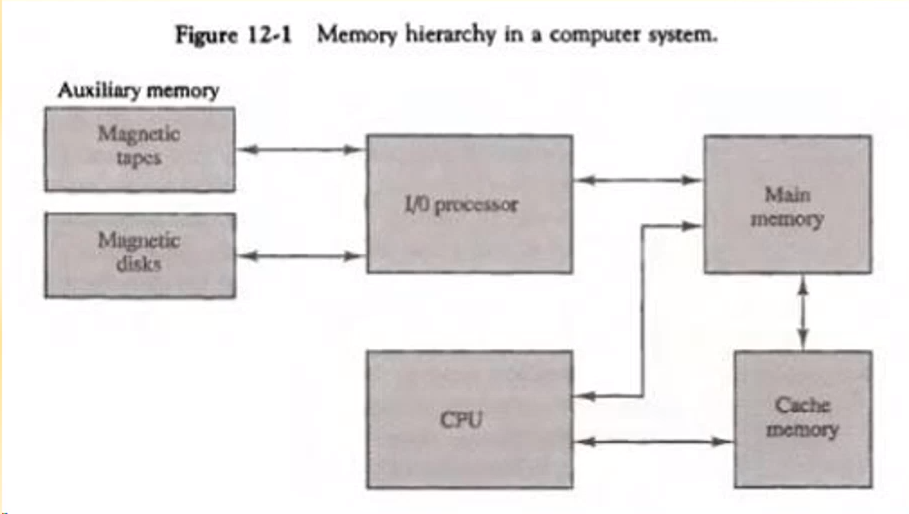 Figure 12-1 Memory hierarchy in a computer system.
Auxiliary memory
Magnetic
tapes
I/0 processor
Main
memory
Magnetic
disks
CPU
Cache
memory